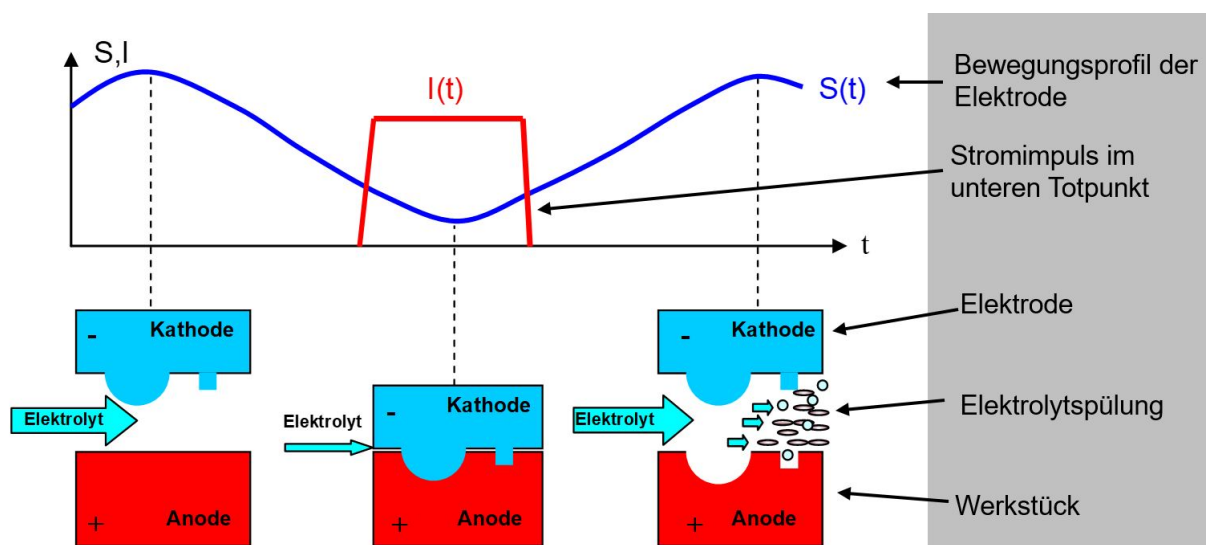 S,I
I(t)
S(t)
t
Bewegungsprofil der
Elektrode
Stromimpuls im
unteren Totpunkt
- Kathode
Elektrolyt
+ Anode
Elektrolyt
- Kathode
+ Anode
- Kathode
Elektrolyt
+ Anode
Elektrode
Elektrolytspülung
Werkstück